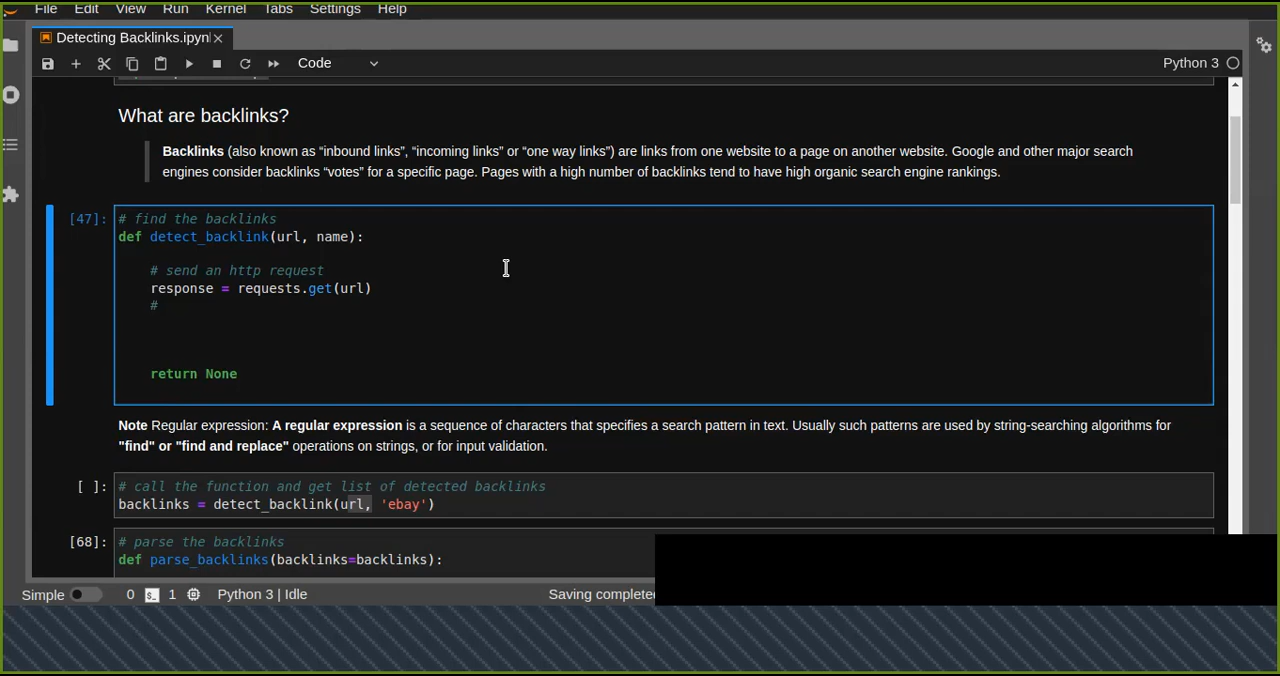 File Edit View Run Kernel Tabs Settings Help
Detecting Backlinks.ipynl
Code
Python 3
What are backlinks?
Backlinks (also known as “inbound links”, “incoming links” or “one way links”) are links from one website to a page on another website. Google and other major search
engines consider backlinks “votes” for a specific page. Pages with a high number of backlinks tend to have high organic search engine rankings.
[47]: # find the backlinks
def detect_backlink(url, name):
# send an http request
response = requests.get(url)
#
return None
Note Regular expression: A regular expression is a sequence of characters that specifies a search pattern in text. Usually such patterns are used by string-searching algorithms for
"find" or "find and replace" operations on strings, or for input validation.
[ ]: # call the function and get list of detected backlinks
backlinks = detect_backlink(url, 'ebay')
[68]: # parse the backlinks
def parse_backlinks(backlinks=backlinks):
Simple 0 $_ 1 Python 3 | Idle Saving completed